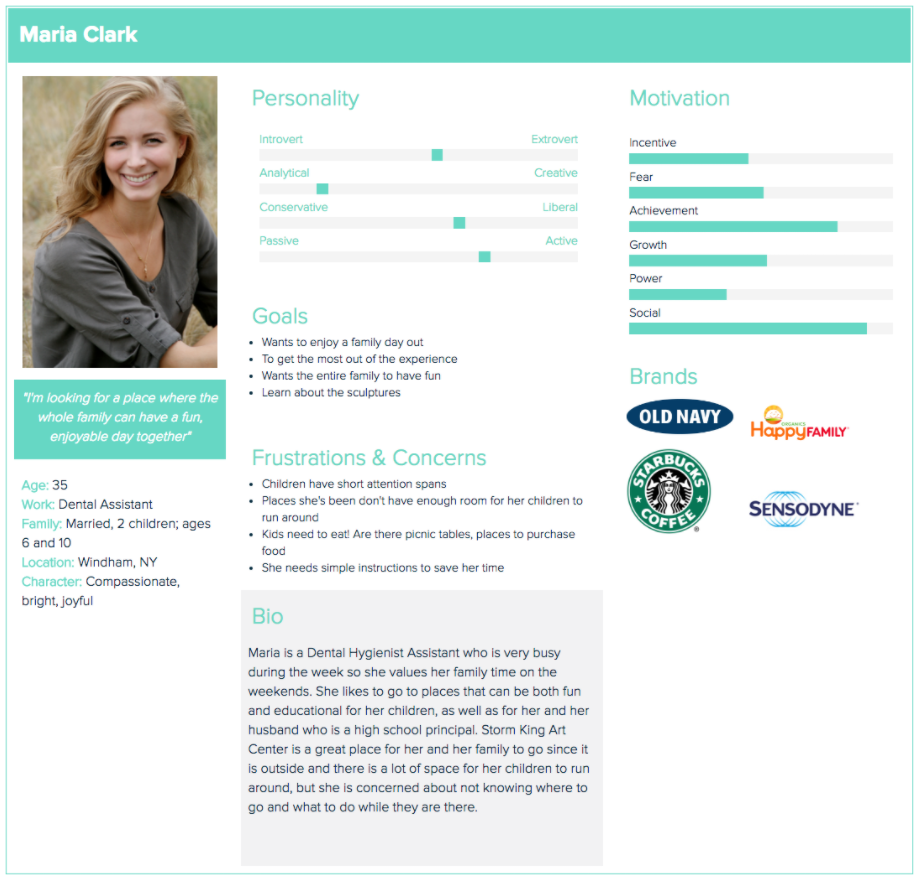 Maria Clark
"I'm looking for a place where the
whole family can have a fun,
enjoyable day together"
Age: 35
Work: Dental Assistant
Family: Married, 2 children; ages
6 and 10
Location: Windham, NY
Character: Compassionate,
bright, joyful
Personality
Introvert Extrovert
Analytical Creative
Conservative Liberal
Passive Active
Goals
• Wants to enjoy a family day out
• To get the most out of the experience
• Wants the entire family to have fun
• Learn about the sculptures
Frustrations & Concerns
• Children have short attention spans
• Places she's been don't have enough room for her children to
run around
• Kids need to eat! Are there picnic tables, places to purchase
food
• She needs simple instructions to save her time
Bio
Maria is a Dental Hygienist Assistant who is very busy
during the week so she values her family time on the
weekends. She likes to go to places that can be both fun
and educational for her children, as well as for her and her
husband who is a high school principal. Storm King Art
Center is a great place for her and her family to go since it
is outside and there is a lot of space for her children to run
around, but she is concerned about not knowing where to
go and what to do while they are there.
Motivation
Incentive
Fear
Achievement
Growth
Power
Social
Brands
OLD NAVY
ORGANICS
HappyFAMILY
STARBUCKS
COFFEE
®
SENSODYNE